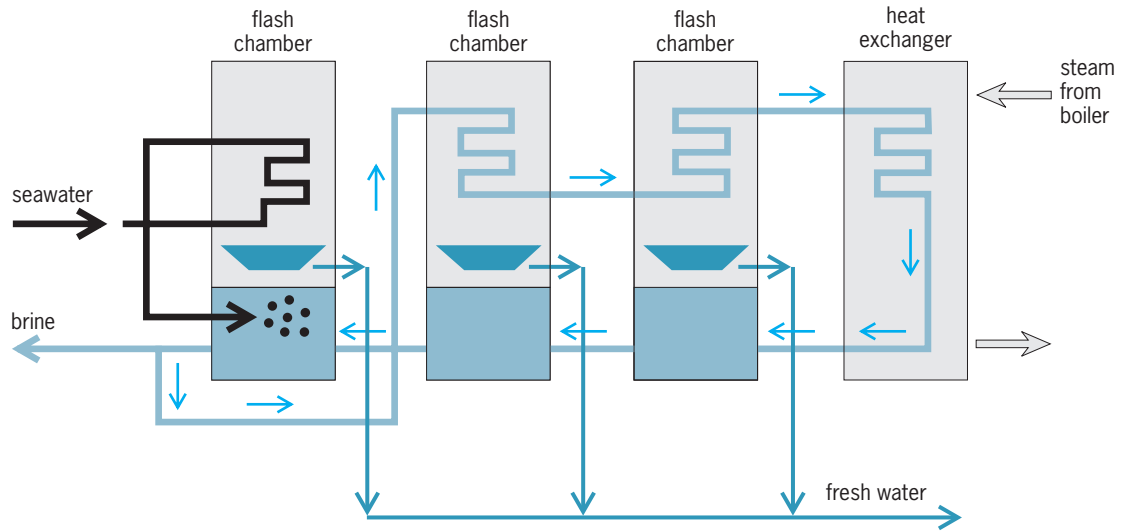 flash
chamber
flash
chamber
flash
chamber
heat
exchanger
steam
from
boiler
seawater
brine
fresh water